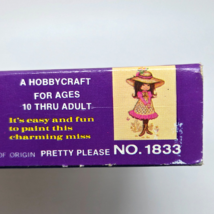 A HOBBYCRAFT
FOR AGES
10 THRU ADULT
It's easy and fun
to paint this
charming miss
OF ORIGIN PRETTY PLEASE NO. 1833